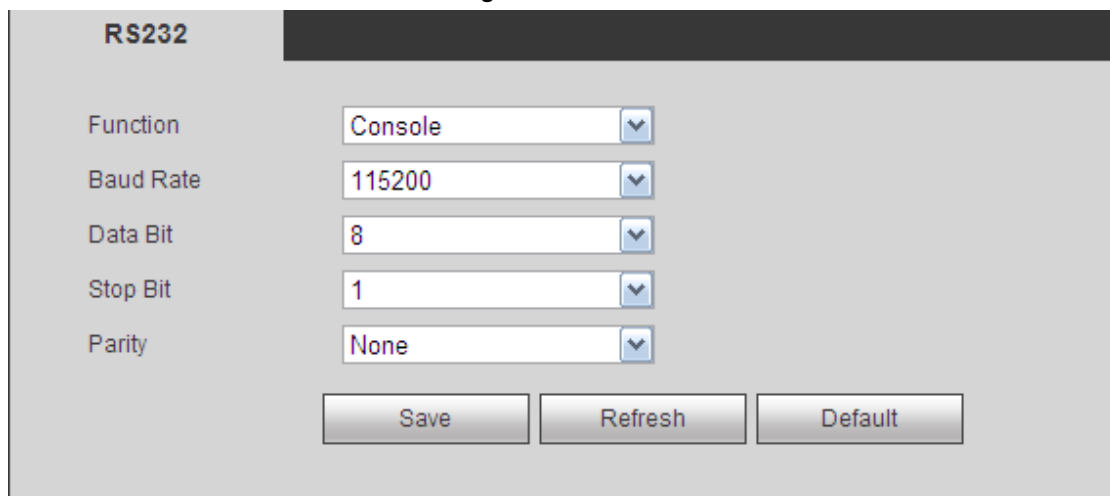 RS232
Function Console
Baud Rate 115200
Data Bit 8
Stop Bit 1
Parity None
Save Refresh Default